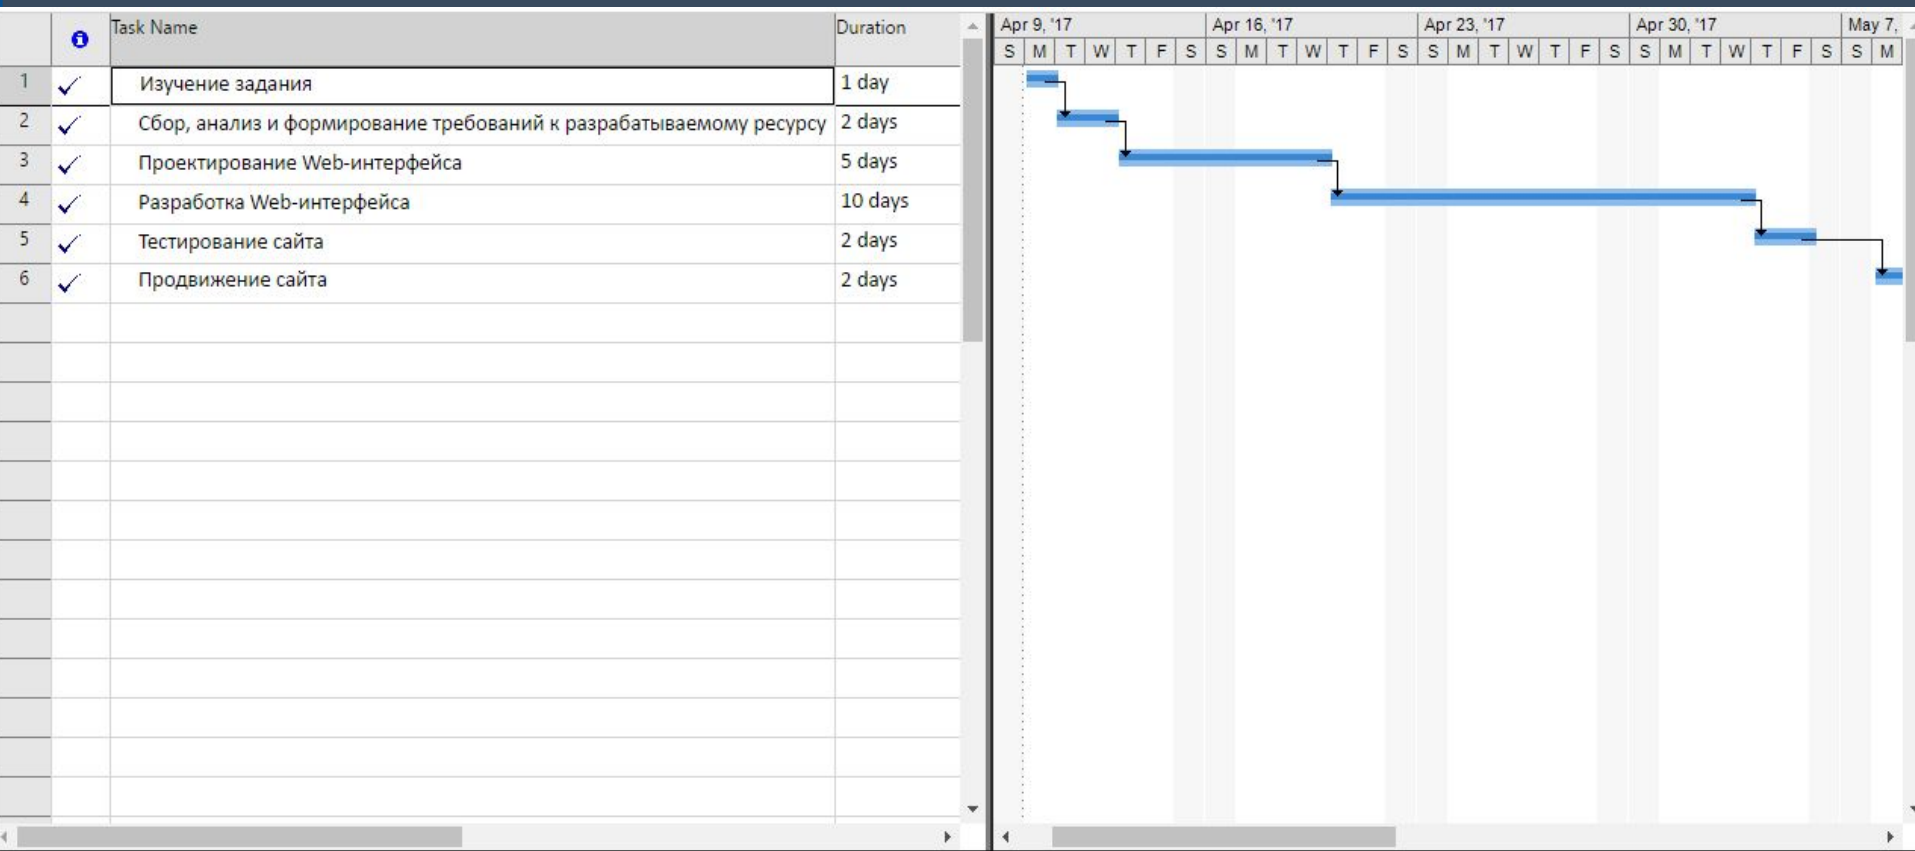 Task Name Duration
1 Изучение задания 1 day
2 Сбор, анализ и формирование требований к разрабатываемому ресурсу 2 days
3 Проектирование Web-интерфейса 5 days
4 Разработка Web-интерфейса 10 days
5 Тестирование сайта 2 days
6 Продвижение сайта 2 days
Apr 9, '17 Apr 16, '17 Apr 23, '17 Apr 30, '17 May 7,
S M T W T F S S M T W T F S S M T W T F S S M T W T F S S M